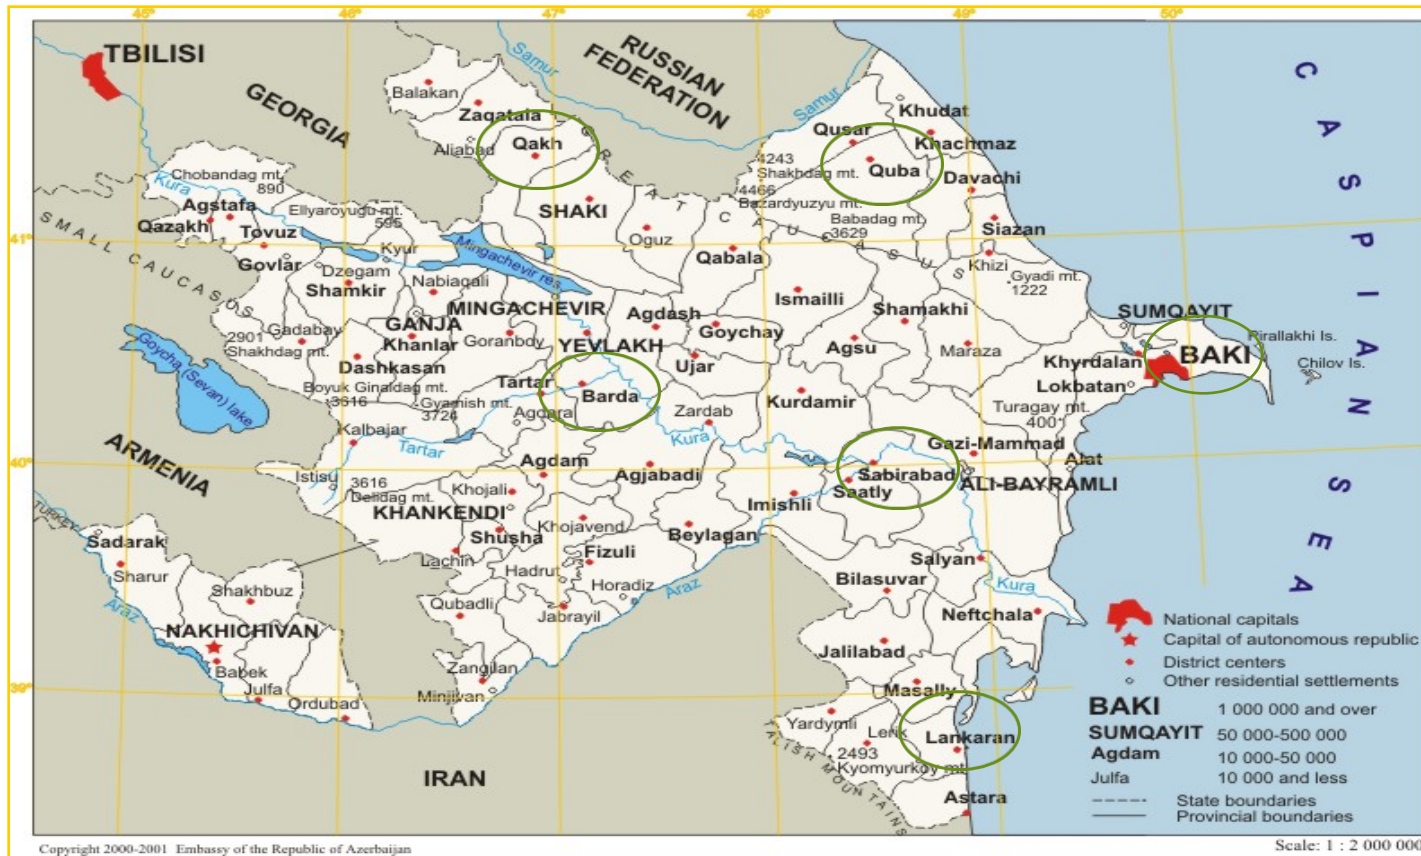 45° 46° 47° 48° 49° 50°
TBILISI
GEORGIA
RUSSIAN
FEDERATION
Samur
Samur
CASPIAN SEA
Balakan
Zaqatala
Aliabad
Qakh
GREAT CAUCASUS
Khudat
Qusar
Khachmaz
4243
Shakhdag mt.
Quba
4466
Bazardyuzyu mt.
Davachi
Babadag mt.
3629
Siazan
Khizi
Gyadi mt.
1222
Chobandag mt.
890
Kura
Agstafa
Ellyaroyugu mt.
595
Qazakh
Tovuz
41°
SMALL CAUCASUS
Govlar
Kyur
Dzegam
Shamkir
Nabiagali
Mingachevir res.
SHAKI
Oguz
Qabala
MINGACHEVIR
Ismailli
Shamakhi
SUMQAYIT
Pirallakhi Is.
GANJA
Khanlar
Goranboy
YEVLAKH
Agdash
Goychay
Agsu
Maraza
Khyrdalan
BAKI
Chilov Is.
Lokbatan
Gadabay
2901
Shakhdag mt.
Dashkasan
Goycha (Sevan) lake
Boyuk Ginaldag mt.
3616
Gyamish mt.
3724
Tartar
Barda
Ujar
Kurdamir
Zardab
Turagay mt.
400
Agdara
Kalbajar
Tartar
Kura
Gazi-Mammad
Alat
ARMENIA
40°
Istisu
3616
Delidag mt.
Agdam
Agjabadi
Sabirabad
Saatly
ALI-BAYRAMLI
Imishli
Khojali
KHANKENDI
Khojavend
Shusha
Beylagan
Lachin
Fizuli
Hadrut
Horadiz
Araz
Salyan
Kura
Bilasuvar
Neftchala
TURKEY
Sadarak
Sharur
Shakhbuz
Araz
NAKHICHIVAN
Babek
Julfa
Ordubad
Qubadli
Jabrayil
Zangilan
Minjivan
39°
Jalilabad
Masally
Yardymli
Lerik
Lankaran
2493
Kyomyurkoy mt.
TALISH MOUNTAINS
Astara
IRAN
National capitals
Capital of autonomous republic
District centers
Other residential settlements
BAKI 1 000 000 and over
SUMQAYIT 50 000-500 000
Agdam 10 000-50 000
Julfa 10 000 and less
State boundaries
Provincial boundaries
Copyright 2000-2001 Embassy of the Republic of Azerbaijan
Scale: 1 : 2 000 000